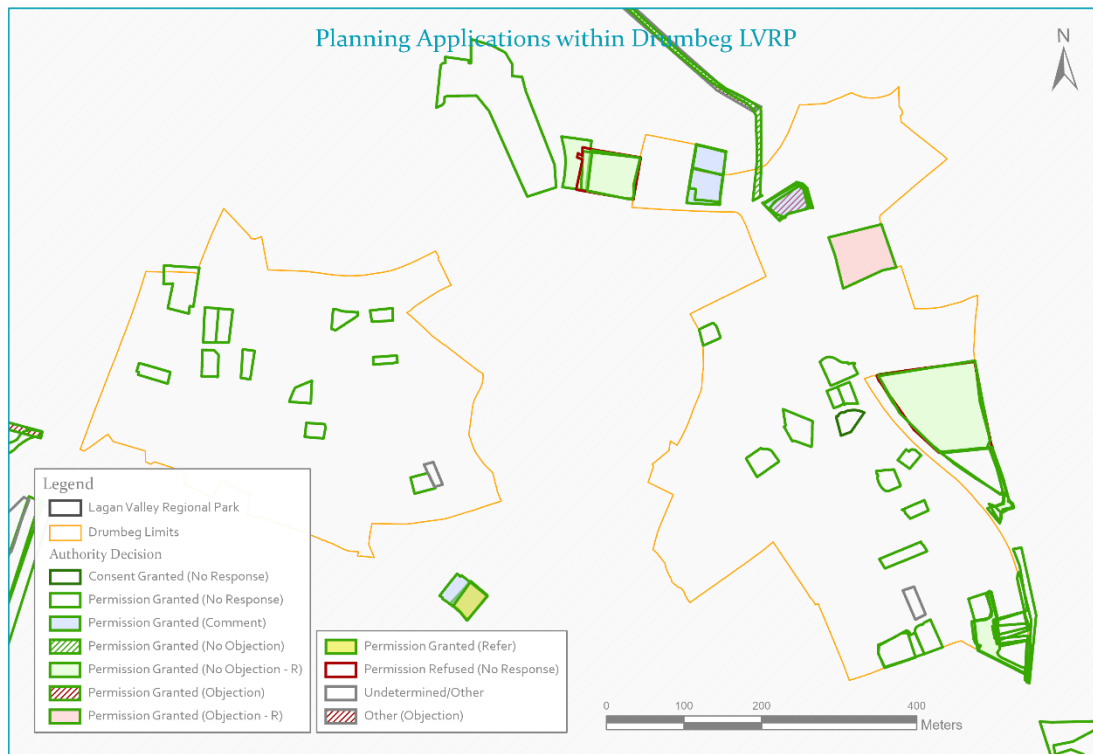 Planning Applications within Drumbeg LVRP
N
Legend
Lagan Valley Regional Park
Drumbeg Limits
Authority Decision
Consent Granted (No Response)
Permission Granted (No Response)
Permission Granted (Comment)
Permission Granted (No Objection)
Permission Granted (No Objection - R)
Permission Granted (Objection)
Permission Granted (Objection - R)
Permission Granted (Refer)
Permission Refused (No Response)
Undetermined/Other
Other (Objection)
0 100 200 400
Meters